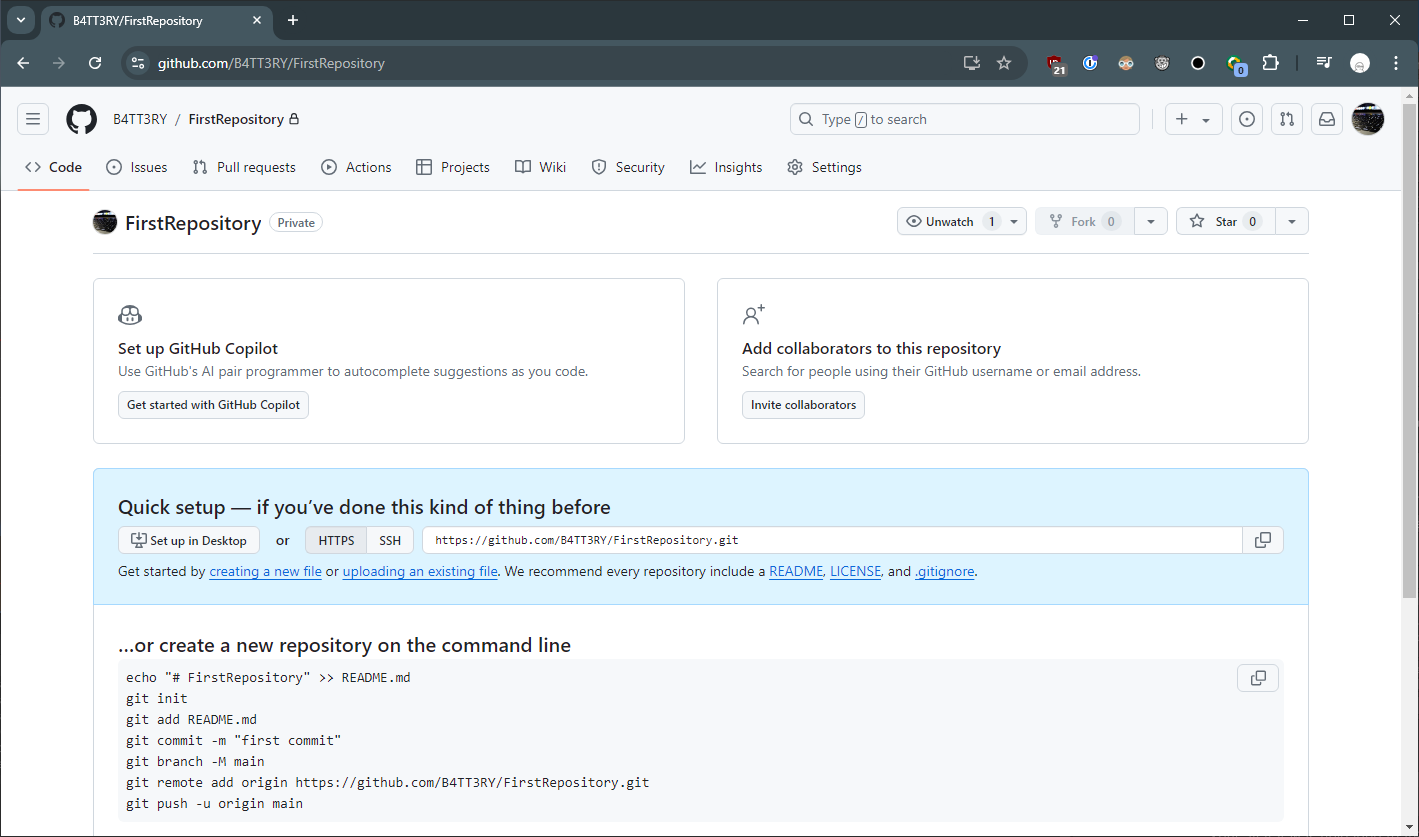 B4TT3RY/FirstRepository
github.com/B4TT3RY/FirstRepository
21
0
B4TT3RY / FirstRepository
Type / to search
Code
Issues
Pull requests
Actions
Projects
Wiki
Security
Insights
Settings
FirstRepository Private
Unwatch 1
Fork 0
Star 0
Set up GitHub Copilot
Use GitHub's AI pair programmer to autocomplete suggestions as you code.
Get started with GitHub Copilot
Add collaborators to this repository
Search for people using their GitHub username or email address.
Invite collaborators
Quick setup — if you’ve done this kind of thing before
Set up in Desktop or HTTPS SSH https://github.com/B4TT3RY/FirstRepository.git
Get started by creating a new file or uploading an existing file. We recommend every repository include a README, LICENSE, and .gitignore.
…or create a new repository on the command line
echo "# FirstRepository" >> README.md
git init
git add README.md
git commit -m "first commit"
git branch -M main
git remote add origin https://github.com/B4TT3RY/FirstRepository.git
git push -u origin main